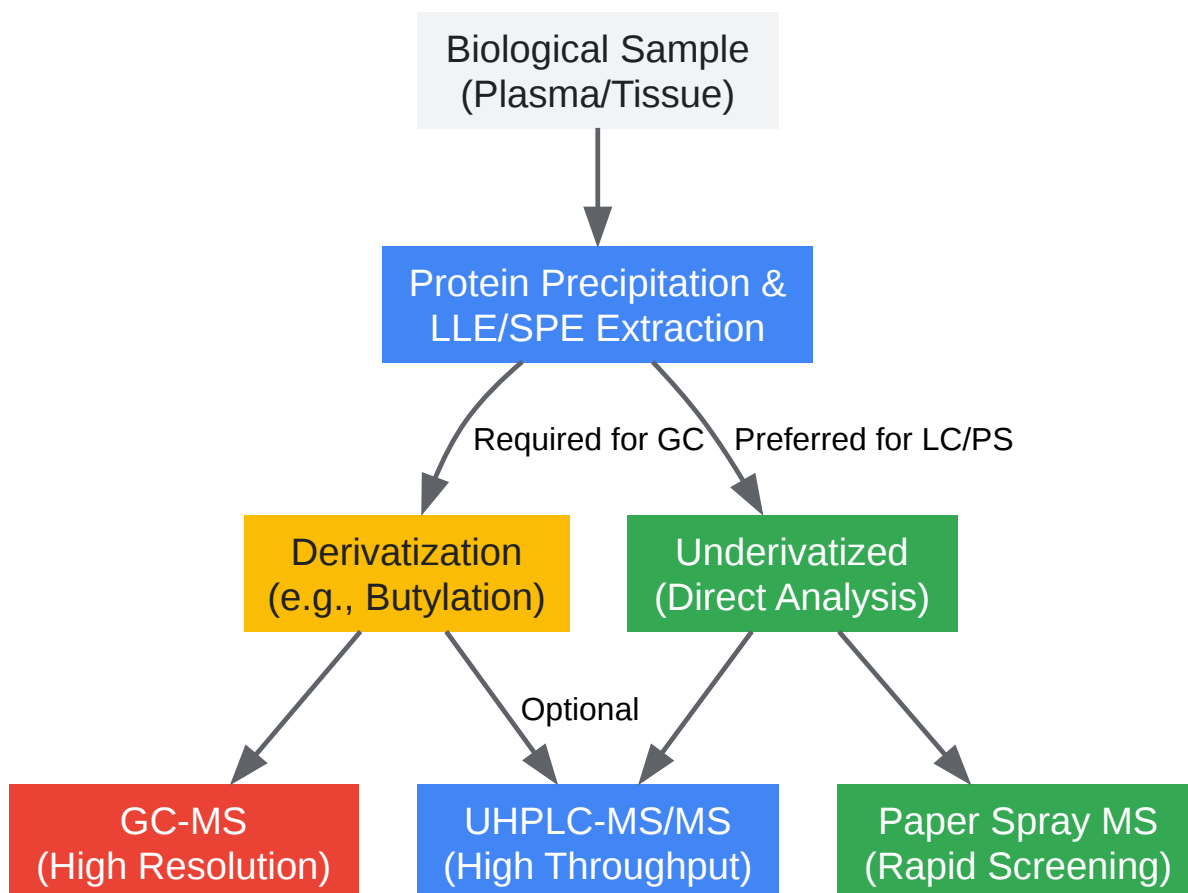 Biological Sample
(Plasma/Tissue)
Protein Precipitation &
LLE/SPE Extraction
Required for GC
Preferred for LC/PS
Derivatization
(e.g., Butylation)
Underivatized
(Direct Analysis)
Optional
GC-MS
(High Resolution)
UHPLC-MS/MS
(High Throughput)
Paper Spray MS
(Rapid Screening)